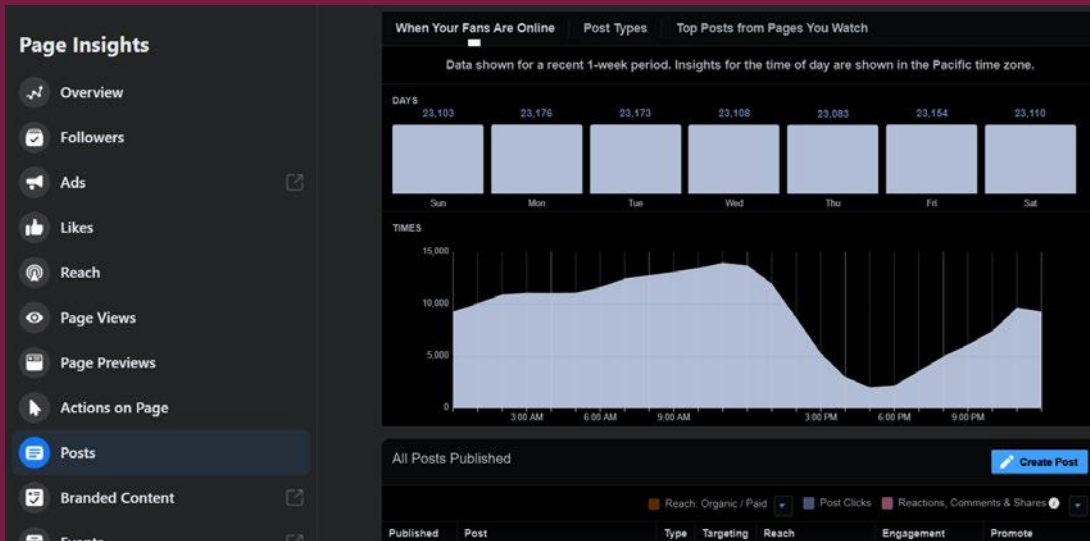 Page Insights
Overview
Followers
Ads
Likes
Reach
Page Views
Page Previews
Actions on Page
Posts
Branded Content
Events
When Your Fans Are Online Post Types Top Posts from Pages You Watch
Data shown for a recent 1-week period. Insights for the time of day are shown in the Pacific time zone.
DAYS
23,103 23,176 23,173 23,108 23,083 23,154 23,110
Sun Mon Tue Wed Thu Fri Sat
TIMES
15,000
10,000
5,000
0
3:00 AM 6:00 AM 9:00 AM 3:00 PM 6:00 PM 9:00 PM
All Posts Published
Create Post
Reach: Organic / Paid Post Clicks Reactions, Comments & Shares
Published Post Type Targeting Reach Engagement Promote